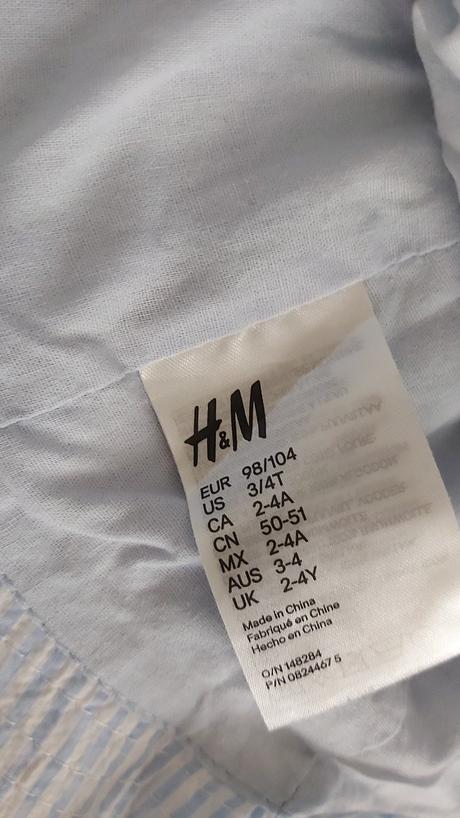 H&M
EUR 98/104
US 3/4T
CA 2-4A
CN 50-51
MX 2-4A
AUS 3-4
UK 2-4Y
Made in China
Fabriqué en Chine
Hecho en China
O/N 148284
P/N 0824467 5